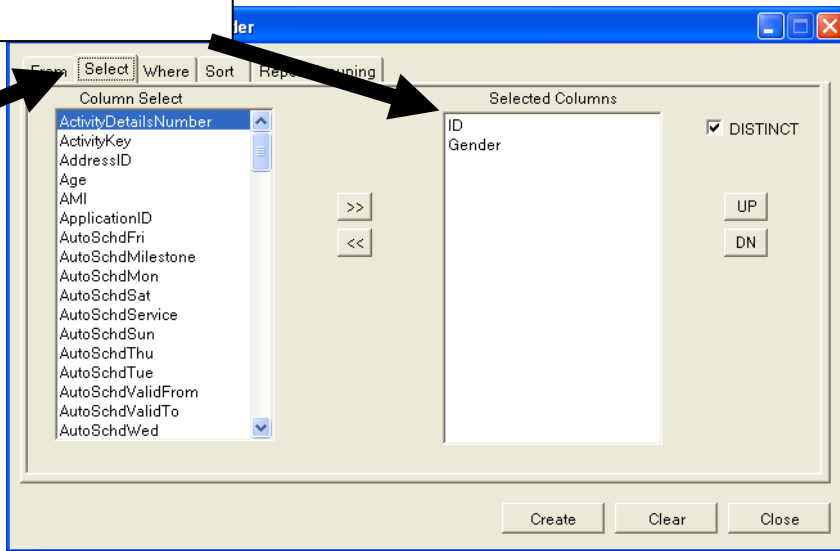 der
From Select Where Sort Report Grouping
Column Select
ActivityDetailsNumber
ActivityKey
AddressID
Age
AMI
ApplicationID
AutoSchdFri
AutoSchdMilestone
AutoSchdMon
AutoSchdSat
AutoSchdService
AutoSchdSun
AutoSchdThu
AutoSchdTue
AutoSchdValidFrom
AutoSchdValidTo
AutoSchdWed
>>
<<
Selected Columns
ID
Gender
DISTINCT
UP
DN
Create Clear Close